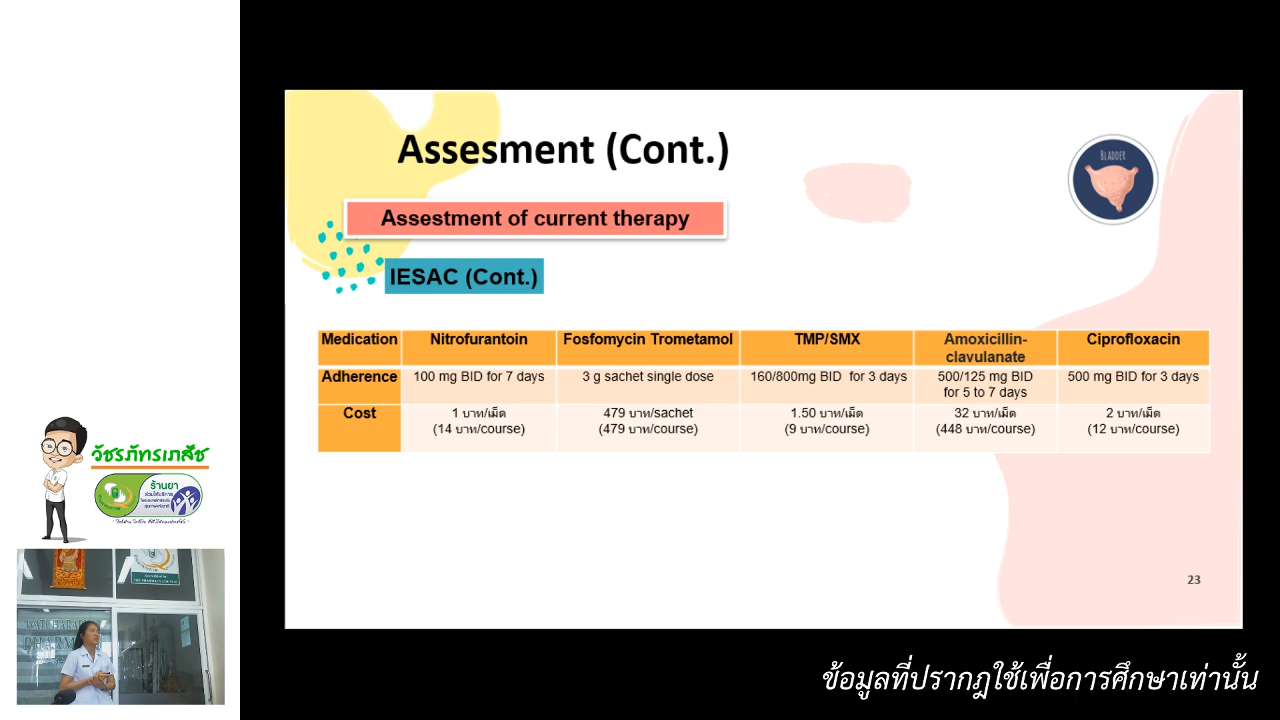 Assesment (Cont.)
BLADDER
Assestment of current therapy
IESAC (Cont.)
Medication Nitrofurantoin Fosfomycin Trometamol TMP/SMX Amoxicillin-clavulanate Ciprofloxacin
Adherence 100 mg BID for 7 days 3 g sachet single dose 160/800mg BID for 3 days 500/125 mg BID for 5 to 7 days 500 mg BID for 3 days
Cost 1 บาท/เม็ด 479 บาท/sachet 1.50 บาท/เม็ด 32 บาท/เม็ด 2 บาท/เม็ด
(14 บาท/course) (479 บาท/course) (9 บาท/course) (448 บาท/course) (12 บาท/course)
23
วัชรภัทรเภสัช
ร้านยา
ข้อมูลที่ปรากฏใช้เพื่อการศึกษาเท่านั้น